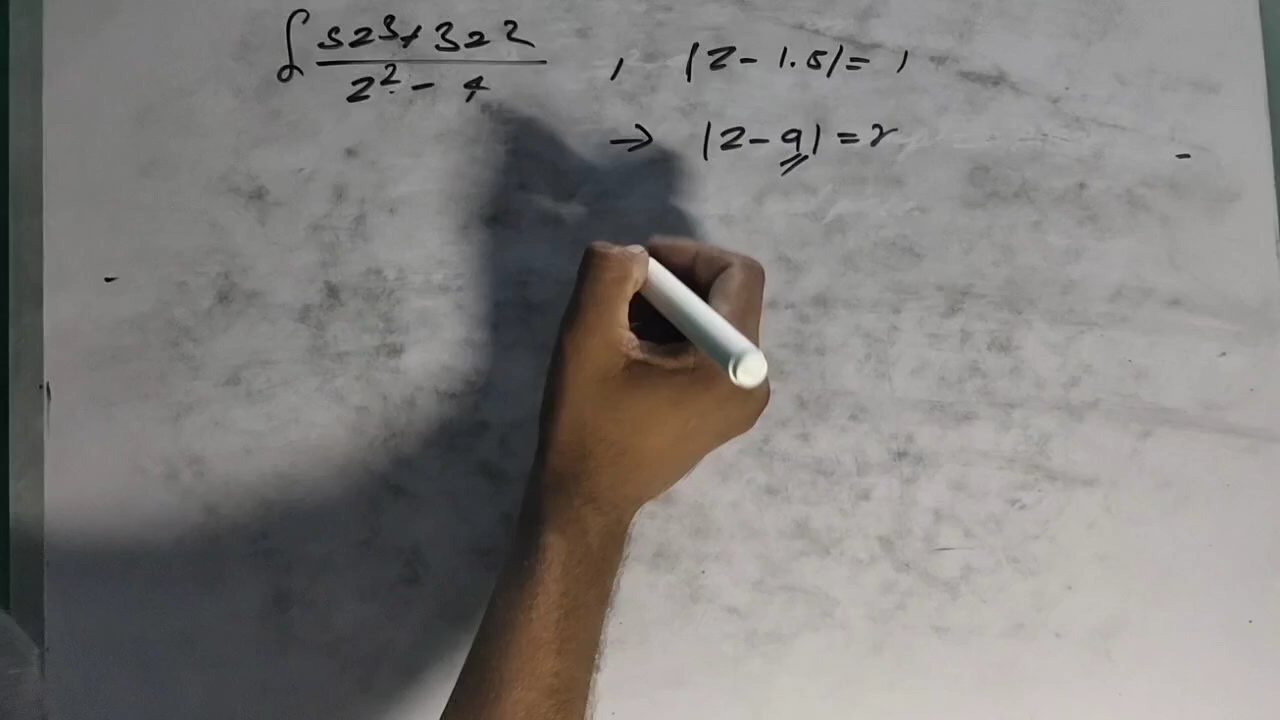 ∫ 5z³+3z² / z²-4 , |z-1.5|=1
→ |z-a|=r